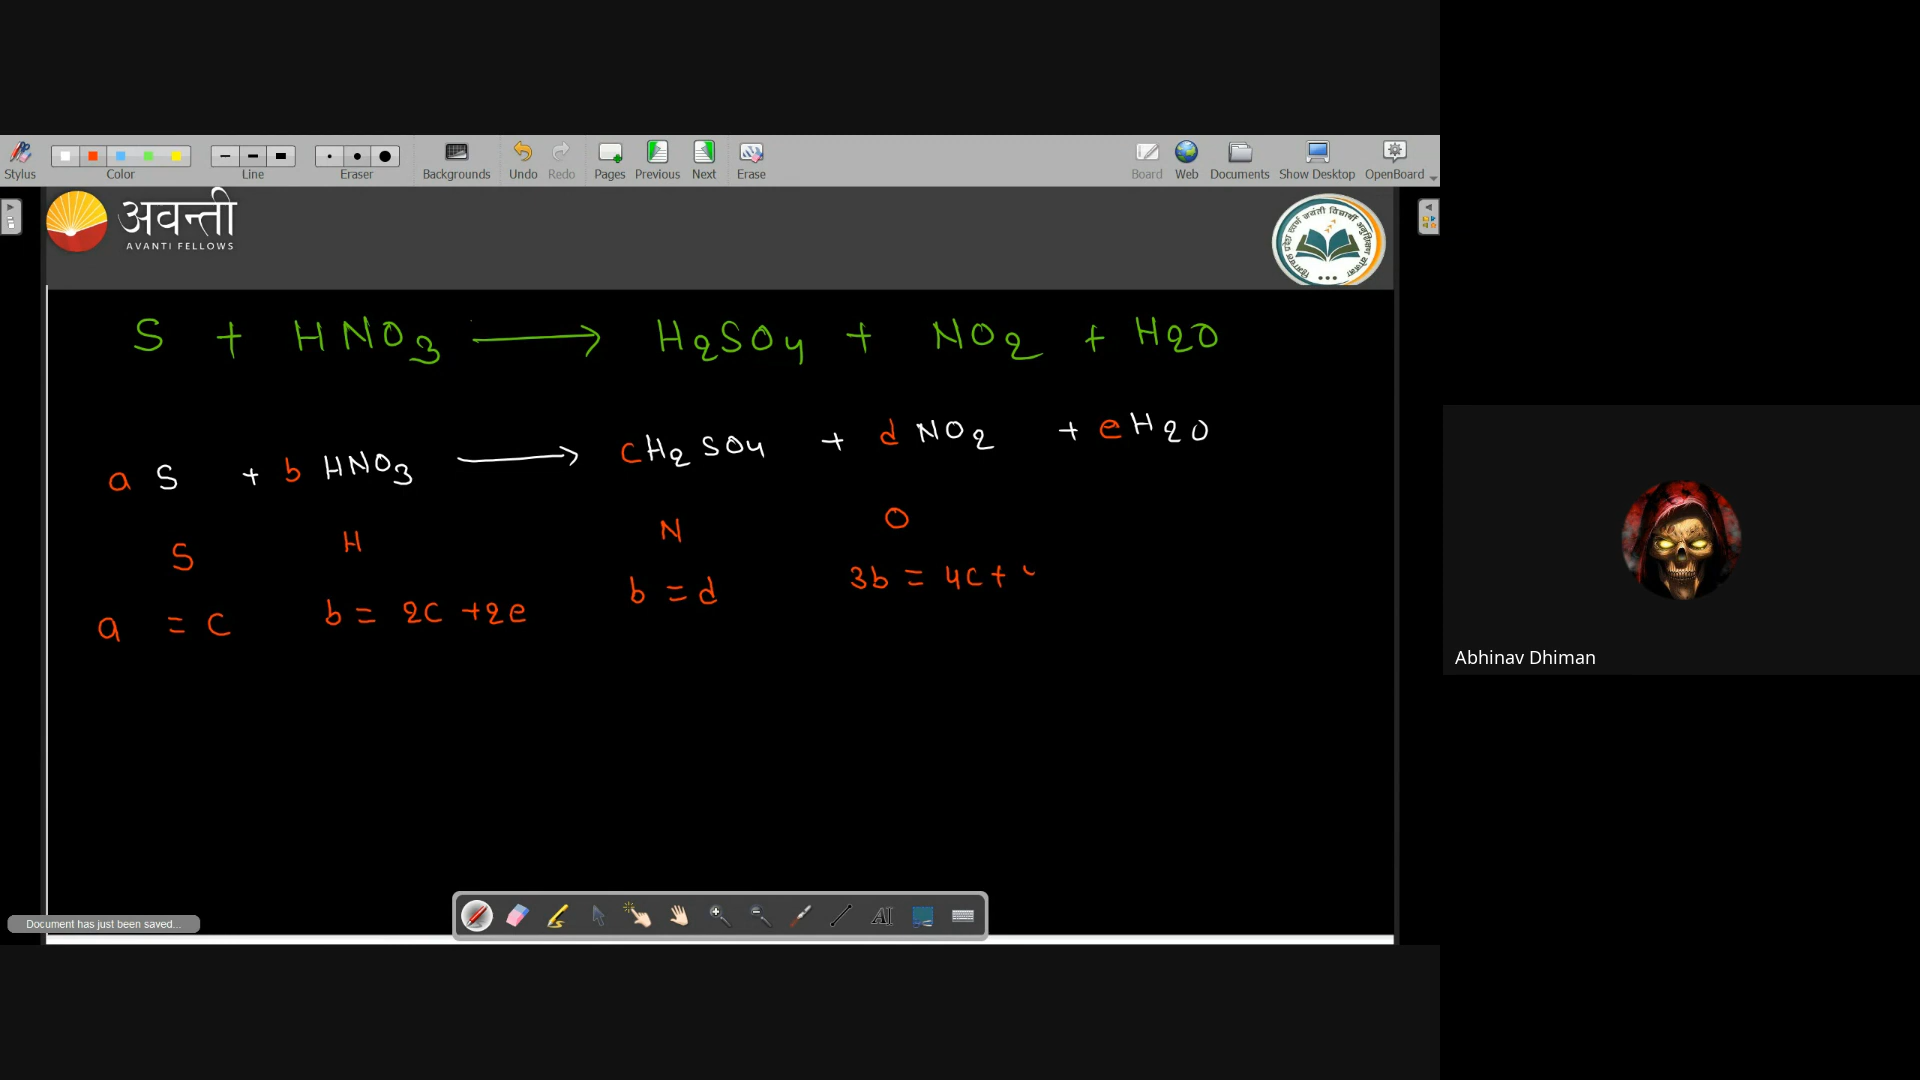 Stylus Color Line Eraser Backgrounds Undo Redo Pages Previous Next Erase Board Web Documents Show Desktop OpenBoard
अवन्ती
AVANTI FELLOWS
S + HNO3 ⟶ H2SO4 + NO2 + H2O
a S + b HNO3 ⟶ c H2SO4 + d NO2 + e H2O
S H N O
a = c b = 2c + 2e b = d 3b = 4c +
Abhinav Dhiman
Document has just been saved...